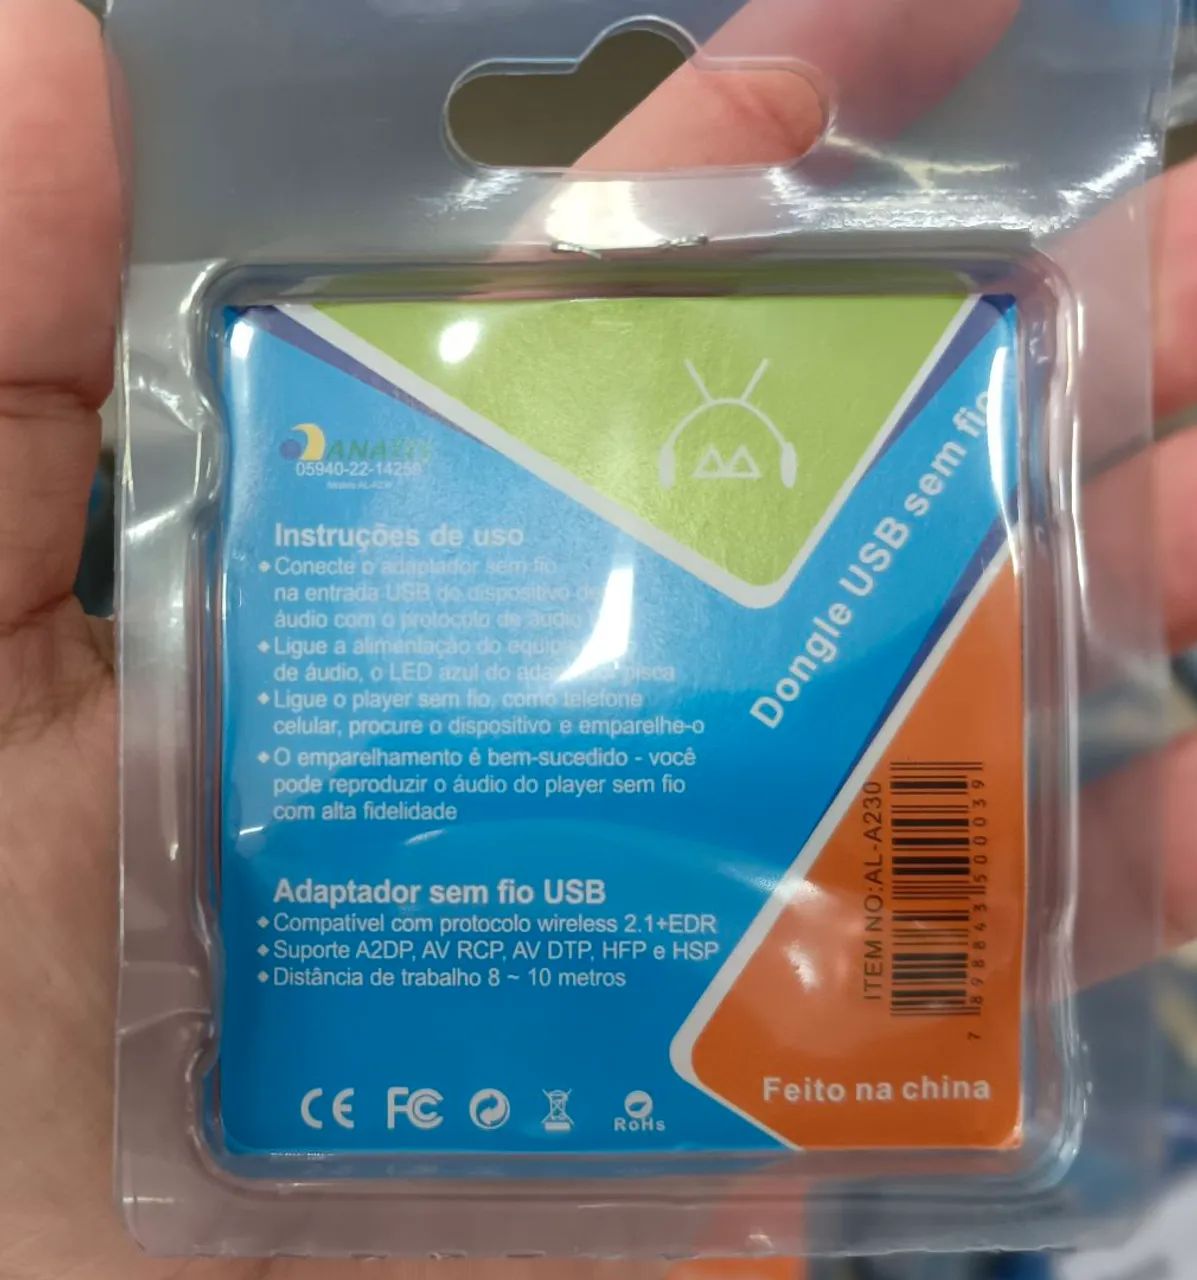 ANATEL
05940-22-14259
Instruções de uso
Conecte o adaptador sem fio
na entrada USB do dispositivo de
áudio com o protocolo de áudio
Ligue a alimentação do
de áudio, o LED azul do pisca
Ligue o player sem fio, como telefone
celular, procure o dispositivo e emparelhe-o
O emparelhamento é bem-sucedido - você
pode reproduzir o áudio do player sem fio
com alta fidelidade
Adaptador sem fio USB
Compatível com protocolo wireless 2.1+EDR
Suporte A2DP, AV RCP, AV DTP, HFP e HSP
Distância de trabalho 8 ~ 10 metros
CE FC RoHs
Dongle USB sem fio
ITEM NO:AL-A230
7 898843 500039
Feito na china